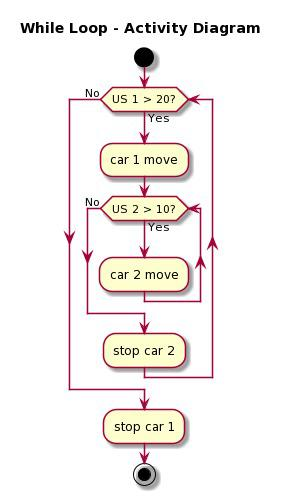 While Loop - Activity Diagram
No
US 1 > 20?
Yes
car 1 move
No
US 2 > 10?
Yes
car 2 move
stop car 2
stop car 1